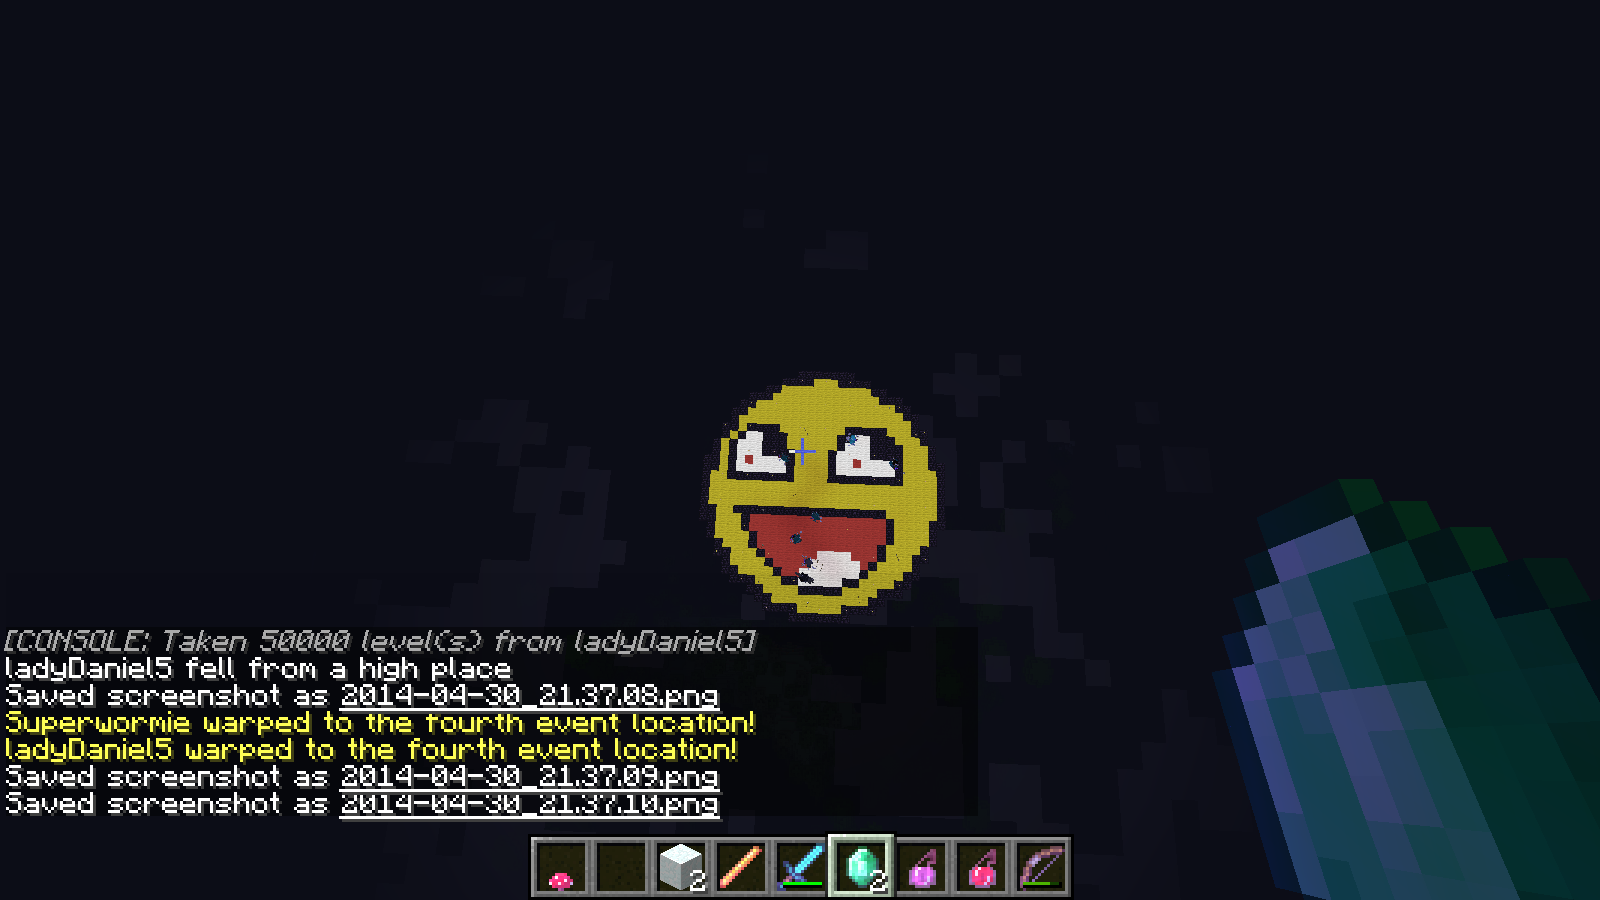 [CONSOLE: Taken 50000 level(s) from ladyDaniel5]
ladyDaniel5 fell from a high place
Saved screenshot as 2014-04-30_21.37.08.png
Superwormie warped to the fourth event location!
ladyDaniel5 warped to the fourth event location!
Saved screenshot as 2014-04-30_21.37.09.png
Saved screenshot as 2014-04-30_21.37.10.png
2 2